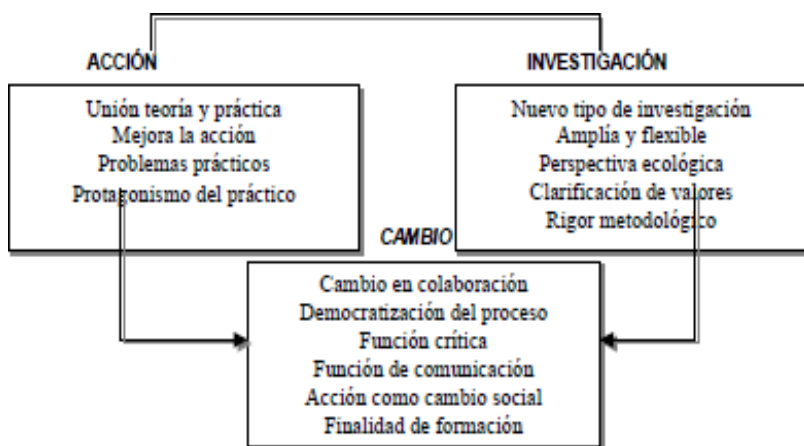 ACCIÓN
Unión teoría y práctica
Mejora la acción
Problemas prácticos
Protagonismo del práctico
INVESTIGACIÓN
Nuevo tipo de investigación
Amplía y flexible
Perspectiva ecológica
Clarificación de valores
Rigor metodológico
CAMBIO
Cambio en colaboración
Democratización del proceso
Función crítica
Función de comunicación
Acción como cambio social
Finalidad de formación